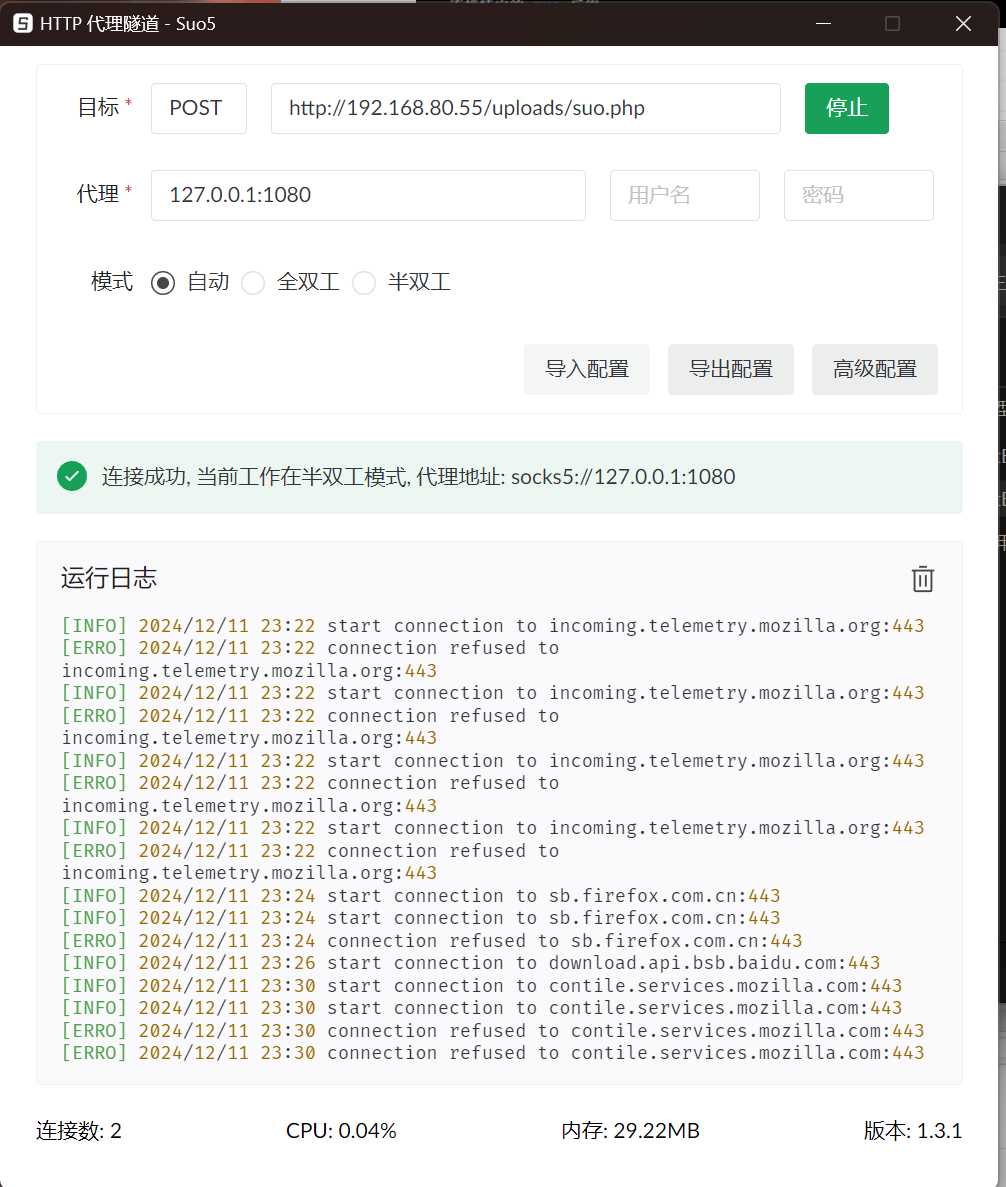 HTTP 代理隧道 - Suo5
目标 * POST http://192.168.80.55/uploads/suo.php 停止
代理 * 127.0.0.1:1080 用户名 密码
模式 自动 全双工 半双工
导入配置 导出配置 高级配置
连接成功, 当前工作在半双工模式, 代理地址: socks5://127.0.0.1:1080
运行日志
[INFO] 2024/12/11 23:22 start connection to incoming.telemetry.mozilla.org:443
[ERRO] 2024/12/11 23:22 connection refused to
incoming.telemetry.mozilla.org:443
[INFO] 2024/12/11 23:22 start connection to incoming.telemetry.mozilla.org:443
[ERRO] 2024/12/11 23:22 connection refused to
incoming.telemetry.mozilla.org:443
[INFO] 2024/12/11 23:22 start connection to incoming.telemetry.mozilla.org:443
[ERRO] 2024/12/11 23:22 connection refused to
incoming.telemetry.mozilla.org:443
[INFO] 2024/12/11 23:22 start connection to incoming.telemetry.mozilla.org:443
[ERRO] 2024/12/11 23:22 connection refused to
incoming.telemetry.mozilla.org:443
[INFO] 2024/12/11 23:24 start connection to sb.firefox.com.cn:443
[INFO] 2024/12/11 23:24 start connection to sb.firefox.com.cn:443
[ERRO] 2024/12/11 23:24 connection refused to sb.firefox.com.cn:443
[INFO] 2024/12/11 23:26 start connection to download.api.bsb.baidu.com:443
[INFO] 2024/12/11 23:30 start connection to contile.services.mozilla.com:443
[INFO] 2024/12/11 23:30 start connection to contile.services.mozilla.com:443
[ERRO] 2024/12/11 23:30 connection refused to contile.services.mozilla.com:443
[ERRO] 2024/12/11 23:30 connection refused to contile.services.mozilla.com:443
连接数: 2 CPU: 0.04% 内存: 29.22MB 版本: 1.3.1